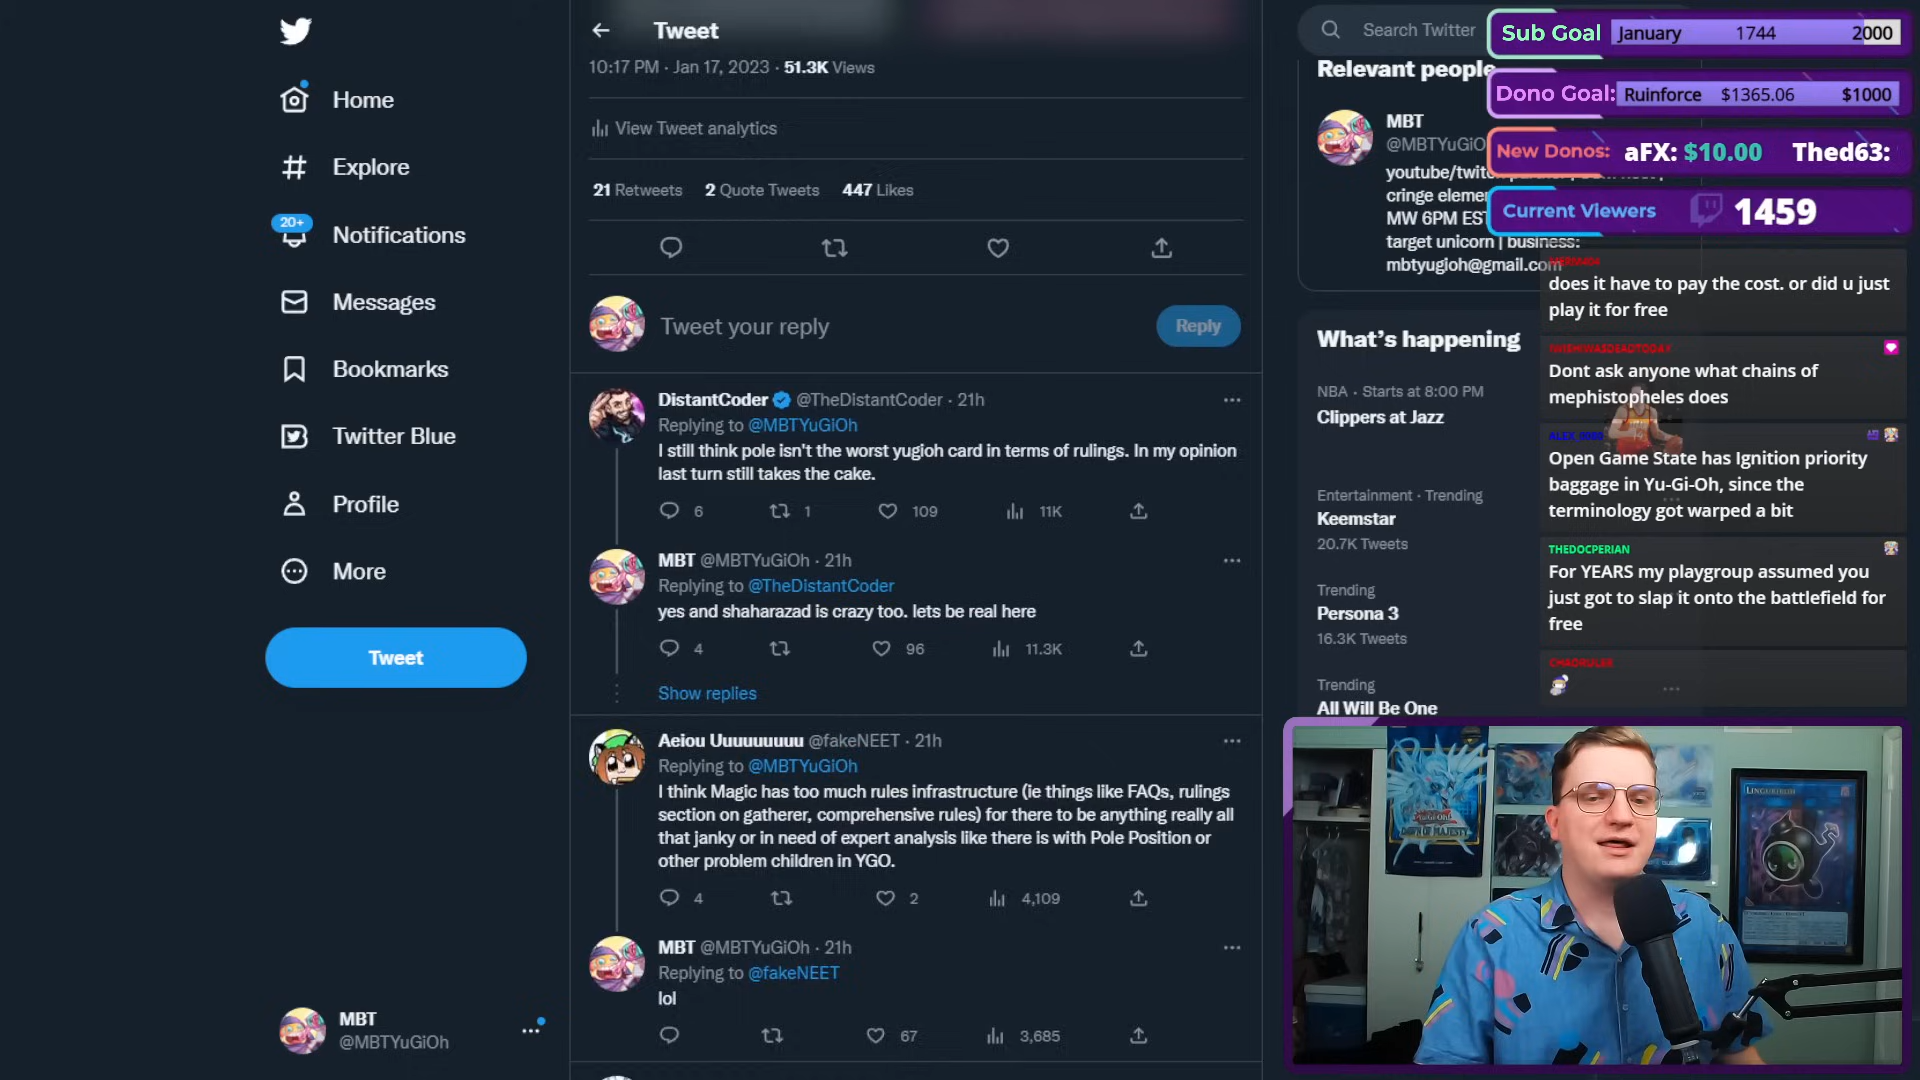 Home
Explore
20+
Notifications
Messages
Bookmarks
Twitter Blue
Profile
More
Tweet
MBT
@MBTYuGiOh
Tweet
10:17 PM · Jan 17, 2023 · 51.3K Views
View Tweet analytics
21 Retweets 2 Quote Tweets 447 Likes
Tweet your reply
Reply
DistantCoder @TheDistantCoder · 21h
Replying to @MBTYuGiOh
I still think pole isn't the worst yugioh card in terms of rulings. In my opinion
last turn still takes the cake.
6 1 109 11K
MBT @MBTYuGiOh · 21h
Replying to @TheDistantCoder
yes and shaharazad is crazy too. lets be real here
4 96 11.3K
Show replies
Aeiou Uuuuuuuuu @fakeNEET · 21h
Replying to @MBTYuGiOh
I think Magic has too much rules infrastructure (ie things like FAQs, rulings
section on gatherer, comprehensive rules) for there to be anything really all
that janky or in need of expert analysis like there is with Pole Position or
other problem children in YGO.
4 2 4,109
MBT @MBTYuGiOh · 21h
Replying to @fakeNEET
lol
67 3,685
Search Twitter
Relevant people
MBT
@MBTYuGiO
cringe
MW 6PM EST
target unicorn | business:
mbtyugioh@gmail.com
What's happening
NBA · Starts at 8:00 PM
Clippers at Jazz
Entertainment · Trending
Keemstar
20.7K Tweets
Trending
Persona 3
16.3K Tweets
Trending
All Will Be One
Sub Goal January 1744 2000
Dono Goal: Ruinforce $1365.06 $1000
New Donos: aFX: $10.00 Thed63:
Current Viewers 1459
does it have to pay the cost. or did u just
play it for free
Dont ask anyone what chains of
mephistopheles does
Open Game State has Ignition priority
baggage in Yu-Gi-Oh, since the
terminology got warped a bit
THEDOCPERIAN
For YEARS my playgroup assumed you
just got to slap it onto the battlefield for
free
CHAORULES
LINKURIBOH